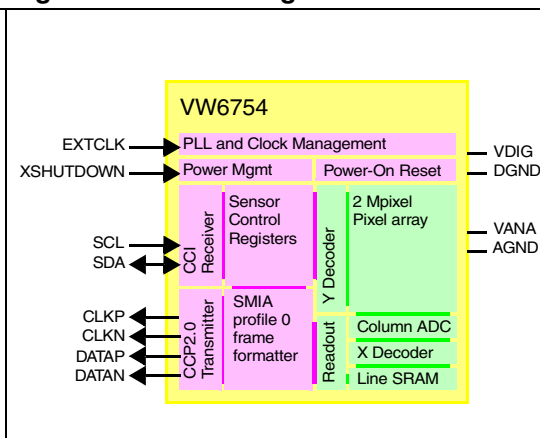 VW6754
EXTCLK
PLL and Clock Management
VDIG
XSHUTDOWN
Power Mgmt
Power-On Reset
DGND
Sensor
Control
Registers
2 Mpixel
Pixel array
VANA
AGND
SCL
SDA
CCI
Receiver
Y Decoder
CLKP
CLKN
DATAP
DATAN
CCP2.0
Transmitter
SMIA
profile 0
frame
formatter
Readout
Column ADC
X Decoder
Line SRAM